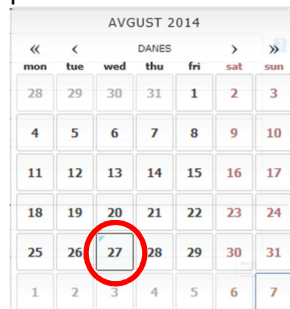 AVGUST 2014
« ‹ DANES › »
mon tue wed thu fri sat sun
28 29 30 31 1 2 3
4 5 6 7 8 9 10
11 12 13 14 15 16 17
18 19 20 21 22 23 24
25 26 27 28 29 30 31
1 2 3 4 5 6 7